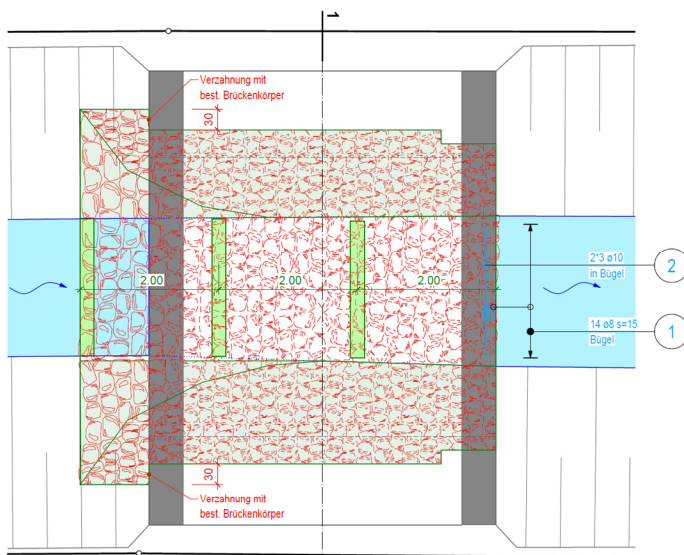 1
Verzahnung mit
best. Brückenkörper
30
2.00
2.00
2.00
2*3 ø10
in Bügel
2
14 ø8 s=15
Bügel
1
30
Verzahnung mit
best. Brückenkörper